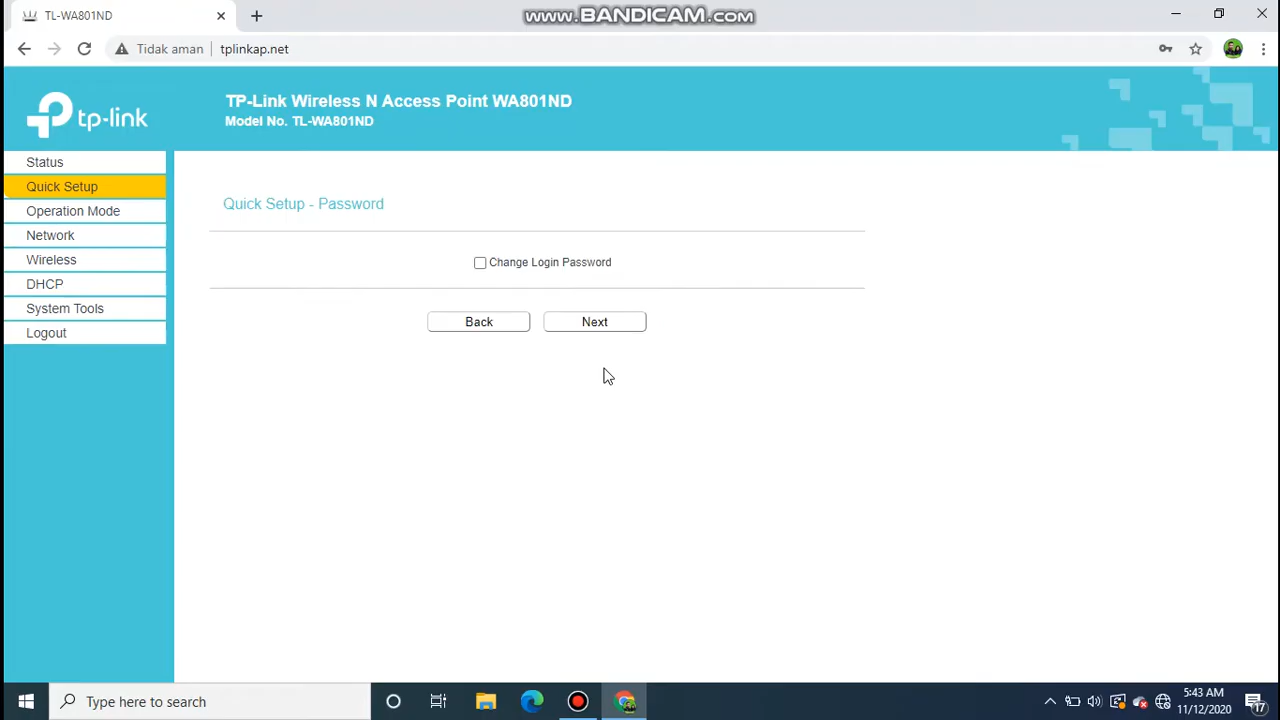 TL-WA801ND
www.BANDICAM.com
Tidak aman
tplinkap.net
tp-link
TP-Link Wireless N Access Point WA801ND
Model No. TL-WA801ND
Status
Quick Setup
Operation Mode
Network
Wireless
DHCP
System Tools
Logout
Quick Setup - Password
Change Login Password
Back
Next
Type here to search
5:43 AM
11/12/2020
17